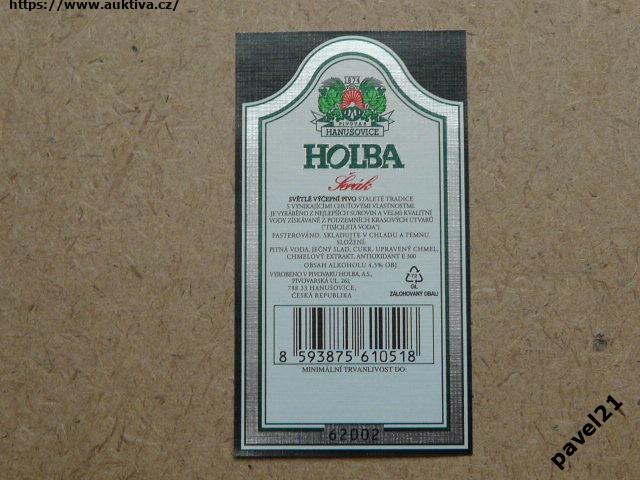 https://www.auktiva.cz/
1874
PIVOVAR
HANUŠOVICE
HOLBA
Šerák
SVĚTLÉ VÝČEPNÍ PIVO STALETÉ TRADICE
S VYNIKAJÍCÍMI CHUŤOVÝMI VLASTNOSTMI.
JE VYRÁBĚNO Z NEJLEPŠÍCH SUROVIN A VELMI KVALITNÍ
VODY ZÍSKÁVANÉ Z PODZEMNÍCH KRASOVÝCH ÚTVARŮ
("TISÍCILETÁ VODA").
PASTEROVÁNO. SKLADUJTE V CHLADU A TEMNU.
SLOŽENÍ:
PITNÁ VODA, JEČNÝ SLAD, CUKR, UPRAVENÝ CHMEL,
CHMELOVÝ EXTRAKT, ANTIOXIDANT E 300
OBSAH ALKOHOLU 4,5% OBJ.
VYROBENO V PIVOVARU HOLBA, A.S.,
PIVOVARSKÁ UL. 261,
788 33 HANUŠOVICE,
ČESKÁ REPUBLIKA
GL
ZÁLOHOVANÝ OBAL!
8 593875 610518
MINIMÁLNÍ TRVANLIVOST DO:
62002
pavel21